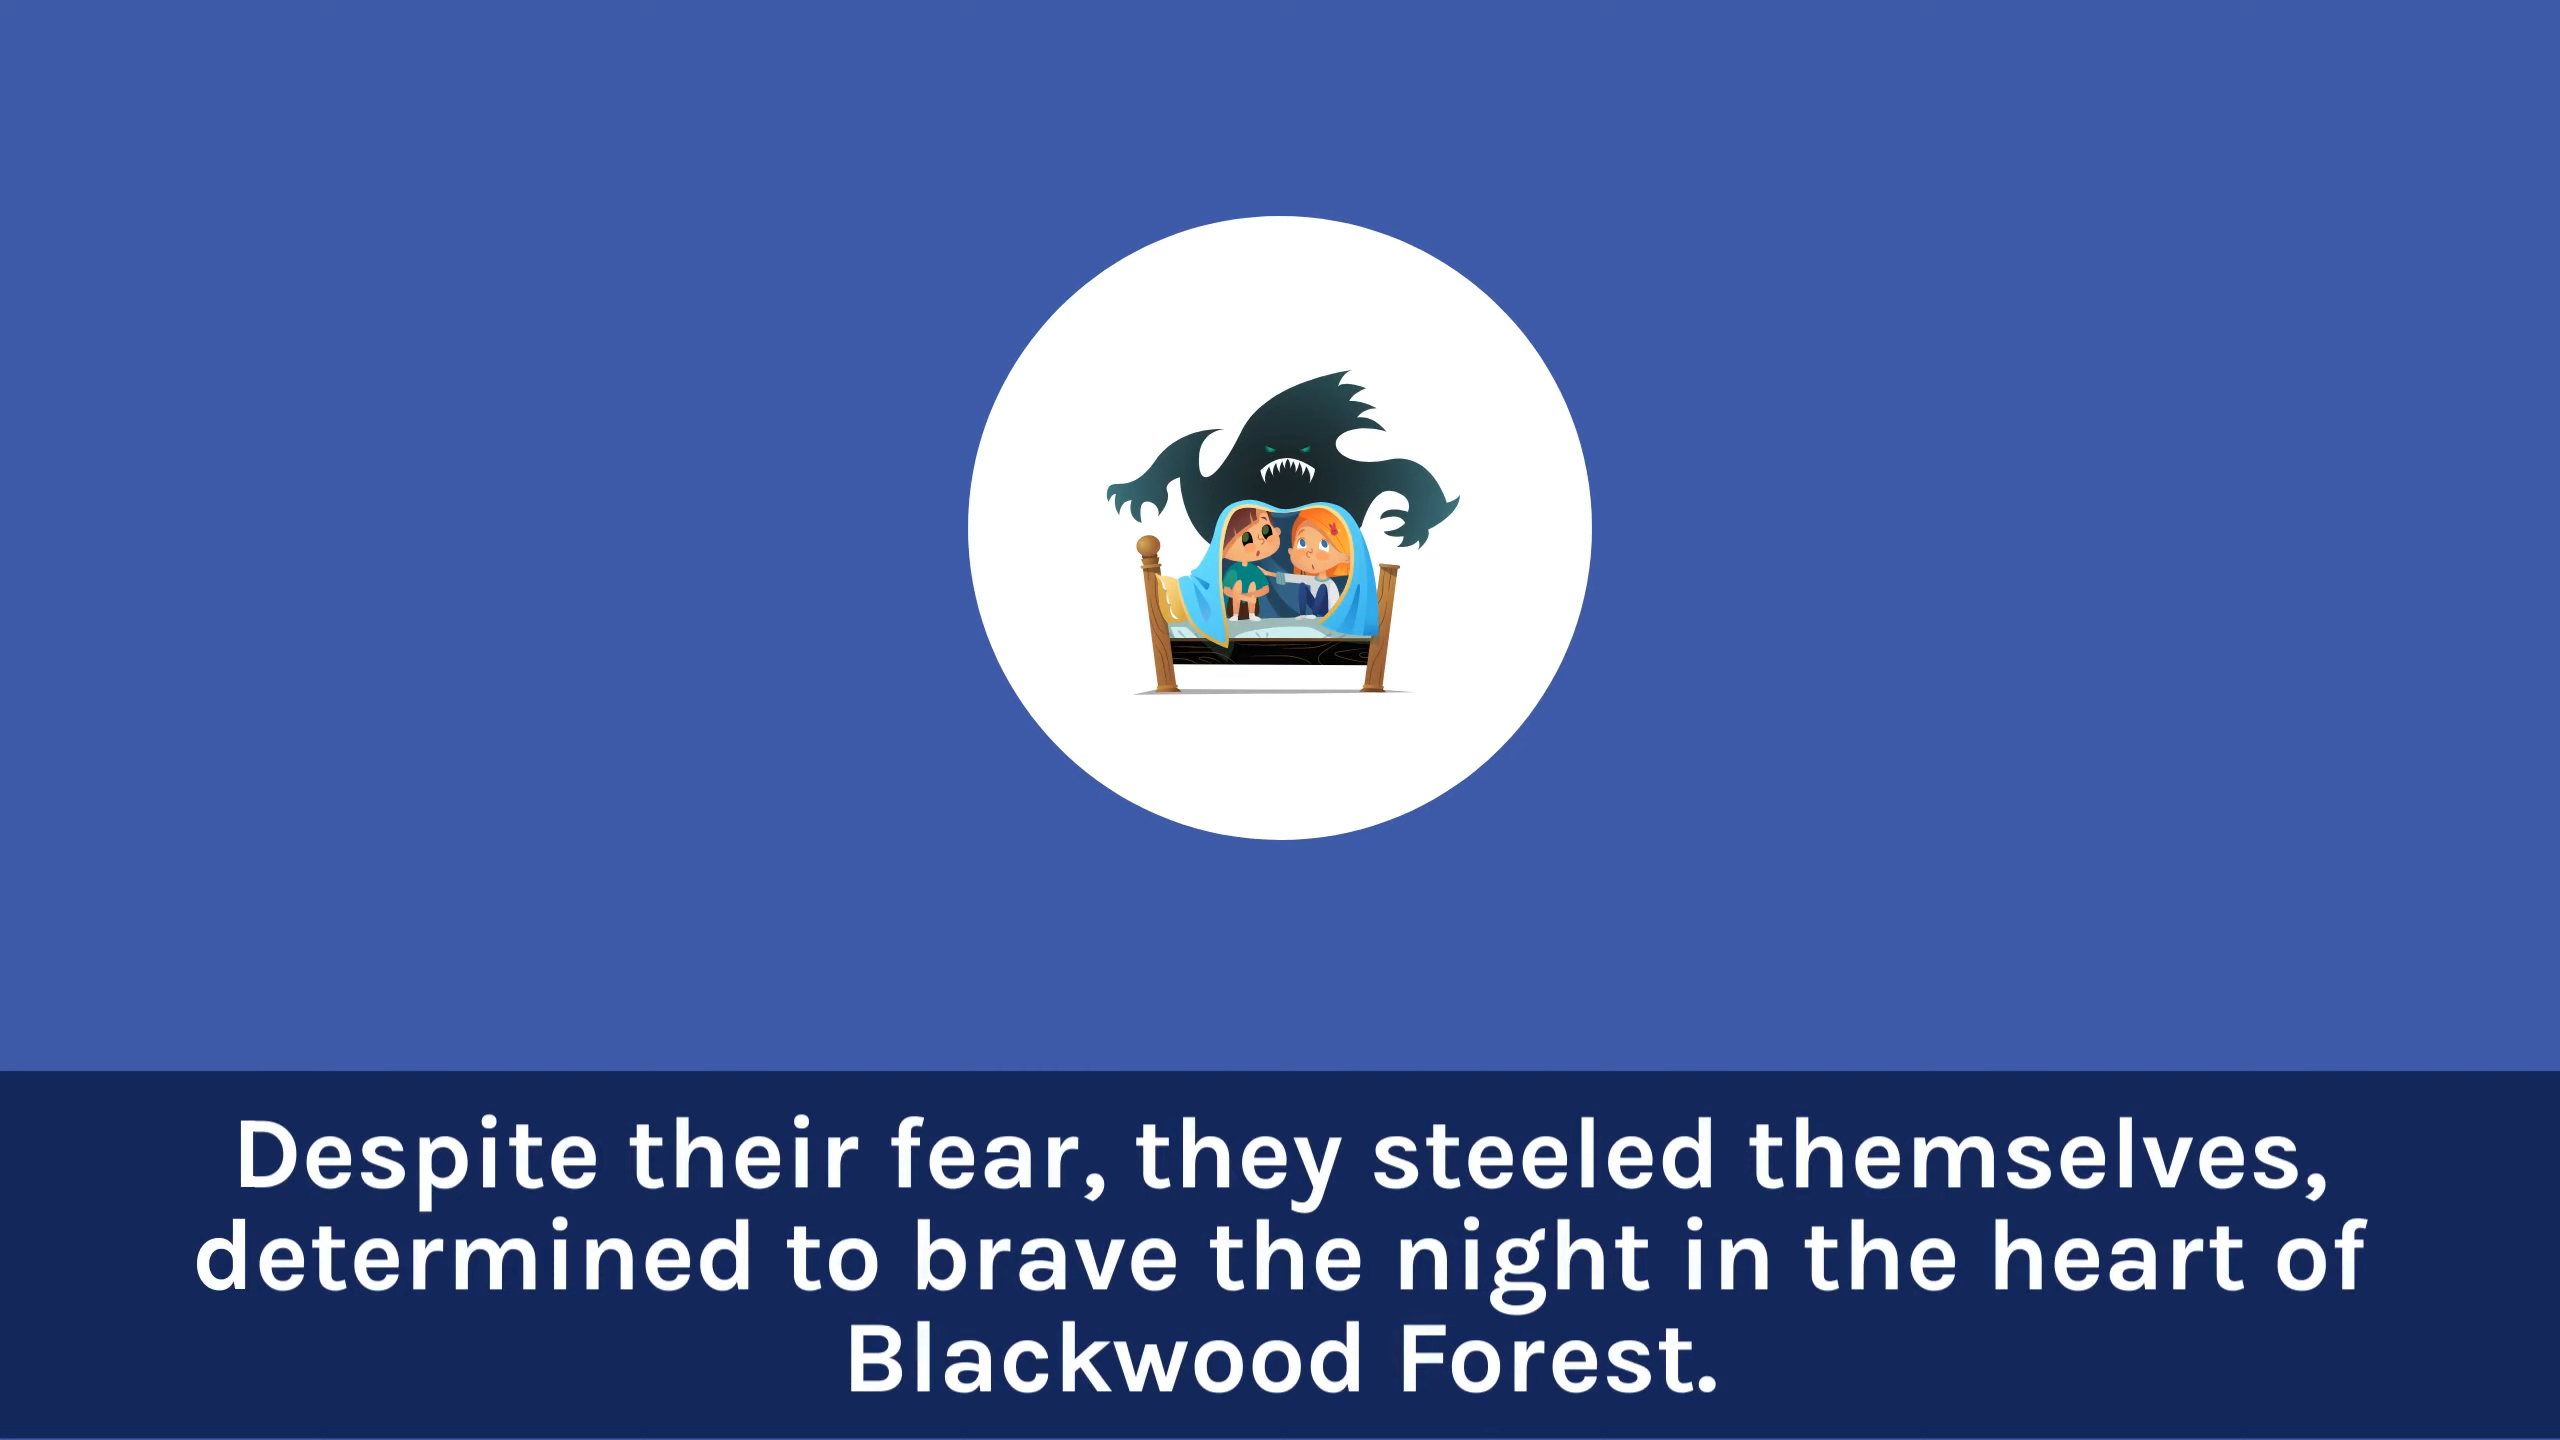 Despite their fear, they steeled themselves,
determined to brave the night in the heart of
Blackwood Forest.